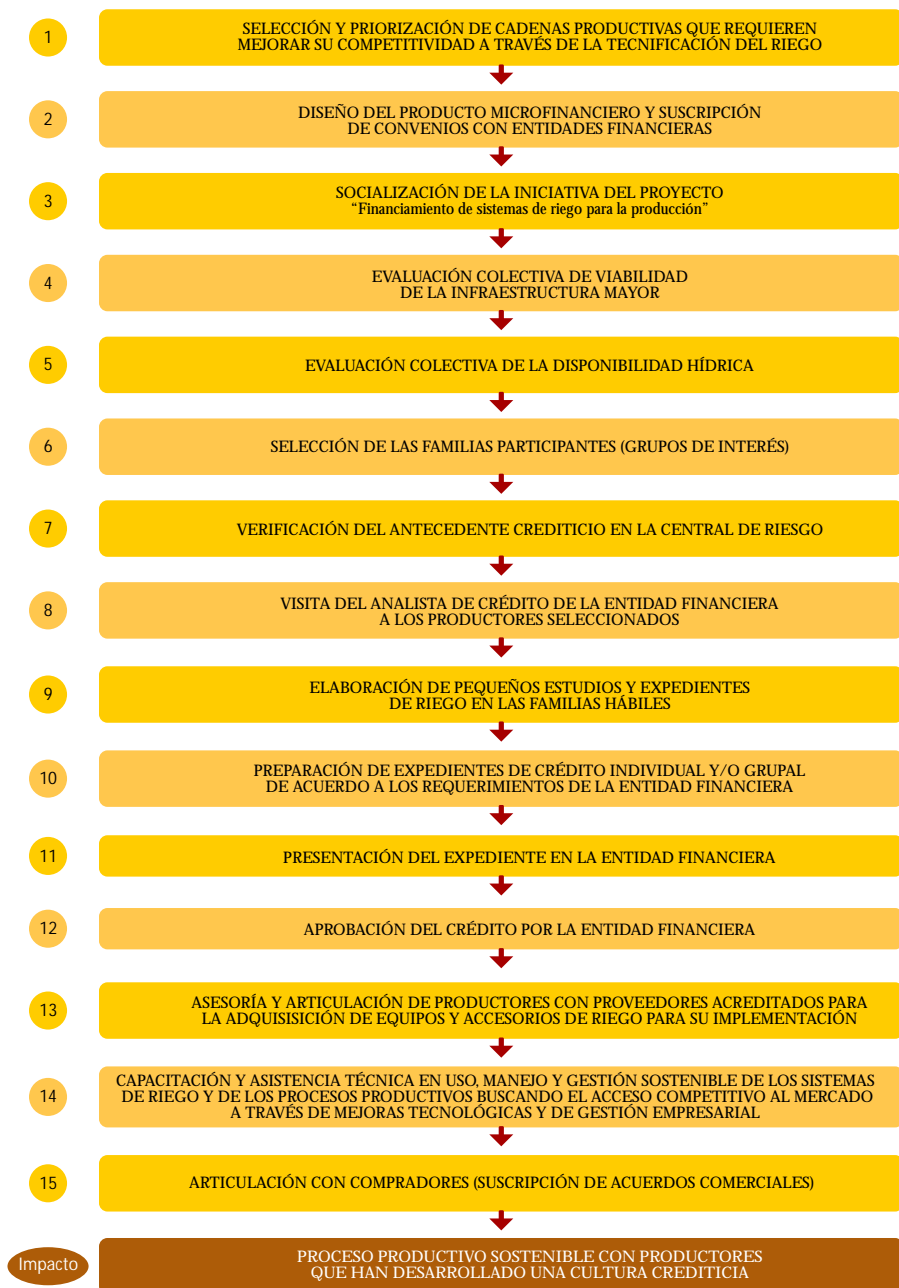 1
SELECCIÓN Y PRIORIZACIÓN DE CADENAS PRODUCTIVAS QUE REQUIEREN
MEJORAR SU COMPETITIVIDAD A TRAVÉS DE LA TECNIFICACIÓN DEL RIEGO
2
DISEÑO DEL PRODUCTO MICROFINANCIERO Y SUSCRIPCIÓN
DE CONVENIOS CON ENTIDADES FINANCIERAS
3
SOCIALIZACIÓN DE LA INICIATIVA DEL PROYECTO
“Financiamiento de sistemas de riego para la producción”
4
EVALUACIÓN COLECTIVA DE VIABILIDAD
DE LA INFRAESTRUCTURA MAYOR
5
EVALUACIÓN COLECTIVA DE LA DISPONIBILIDAD HÍDRICA
6
SELECCIÓN DE LAS FAMILIAS PARTICIPANTES (GRUPOS DE INTERÉS)
7
VERIFICACIÓN DEL ANTECEDENTE CREDITICIO EN LA CENTRAL DE RIESGO
8
VISITA DEL ANALISTA DE CRÉDITO DE LA ENTIDAD FINANCIERA
A LOS PRODUCTORES SELECCIONADOS
9
ELABORACIÓN DE PEQUEÑOS ESTUDIOS Y EXPEDIENTES
DE RIEGO EN LAS FAMILIAS HÁBILES
10
PREPARACIÓN DE EXPEDIENTES DE CRÉDITO INDIVIDUAL Y/O GRUPAL
DE ACUERDO A LOS REQUERIMIENTOS DE LA ENTIDAD FINANCIERA
11
PRESENTACIÓN DEL EXPEDIENTE EN LA ENTIDAD FINANCIERA
12
APROBACIÓN DEL CRÉDITO POR LA ENTIDAD FINANCIERA
13
ASESORÍA Y ARTICULACIÓN DE PRODUCTORES CON PROVEEDORES ACREDITADOS PARA
LA ADQUISISICIÓN DE EQUIPOS Y ACCESORIOS DE RIEGO PARA SU IMPLEMENTACIÓN
14
CAPACITACIÓN Y ASISTENCIA TÉCNICA EN USO, MANEJO Y GESTIÓN SOSTENIBLE DE LOS SISTEMAS
DE RIEGO Y DE LOS PROCESOS PRODUCTIVOS BUSCANDO EL ACCESO COMPETITIVO AL MERCADO
A TRAVÉS DE MEJORAS TECNOLÓGICAS Y DE GESTIÓN EMPRESARIAL
15
ARTICULACIÓN CON COMPRADORES (SUSCRIPCIÓN DE ACUERDOS COMERCIALES)
Impacto
PROCESO PRODUCTIVO SOSTENIBLE CON PRODUCTORES
QUE HAN DESARROLLADO UNA CULTURA CREDITICIA